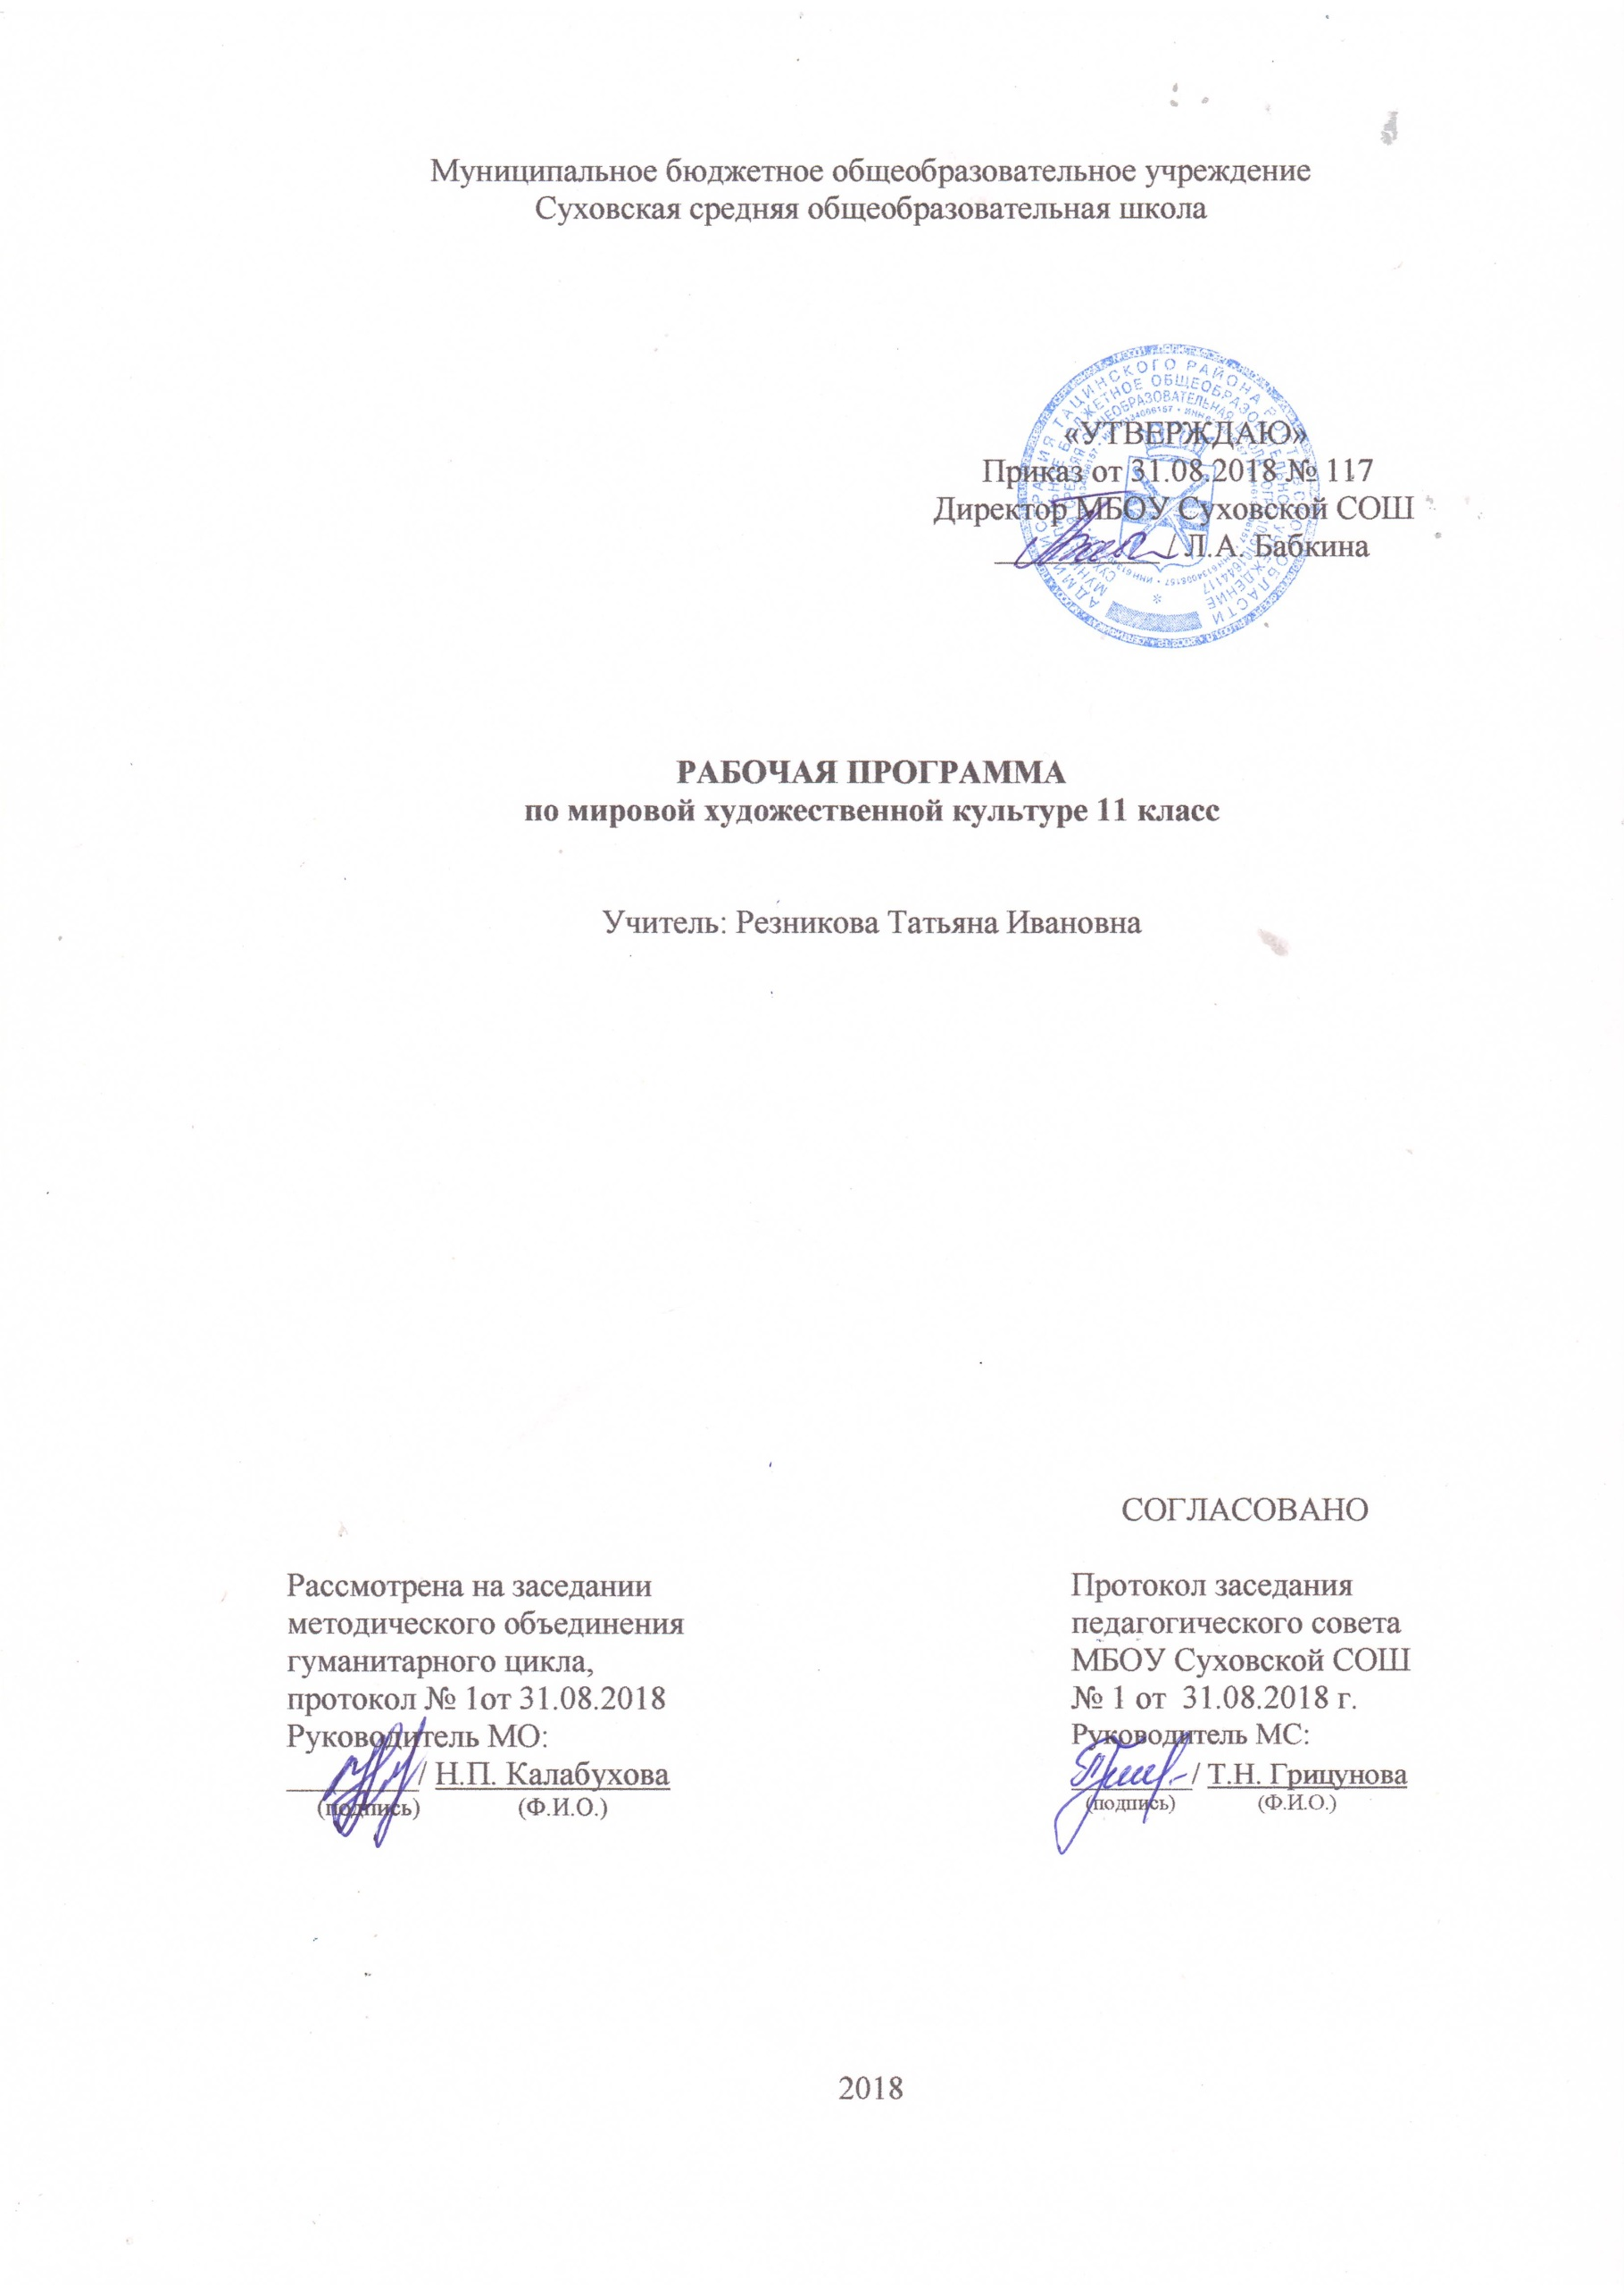 Муниципальное бюджетное общеобразовательное учреждение
Суховская средняя общеобразовательная школа
«УТВЕРЖДАЮ»
Приказ от 31.08.2018 № 117
Директор МБОУ Суховской СОШ
/ Л.А. Бабкина
РАБОЧАЯ ПРОГРАММА
по мировой художественной культуре 11 класс
Учитель: Резникова Татьяна Ивановна
Рассмотрена на заседании
методического объединения
гуманитарного цикла,
протокол № 1от 31.08.2018
Руководитель МО:
/ Н.П. Калабухова
(подпись) (Ф.И.О.)
СОГЛАСОВАНО
Протокол заседания
педагогического совета
МБОУ Суховской СОШ
№ 1 от 31.08.2018 г.
Руководитель МС:
/ Т.Н. Грицунова
(подпись) (Ф.И.О.)
2018